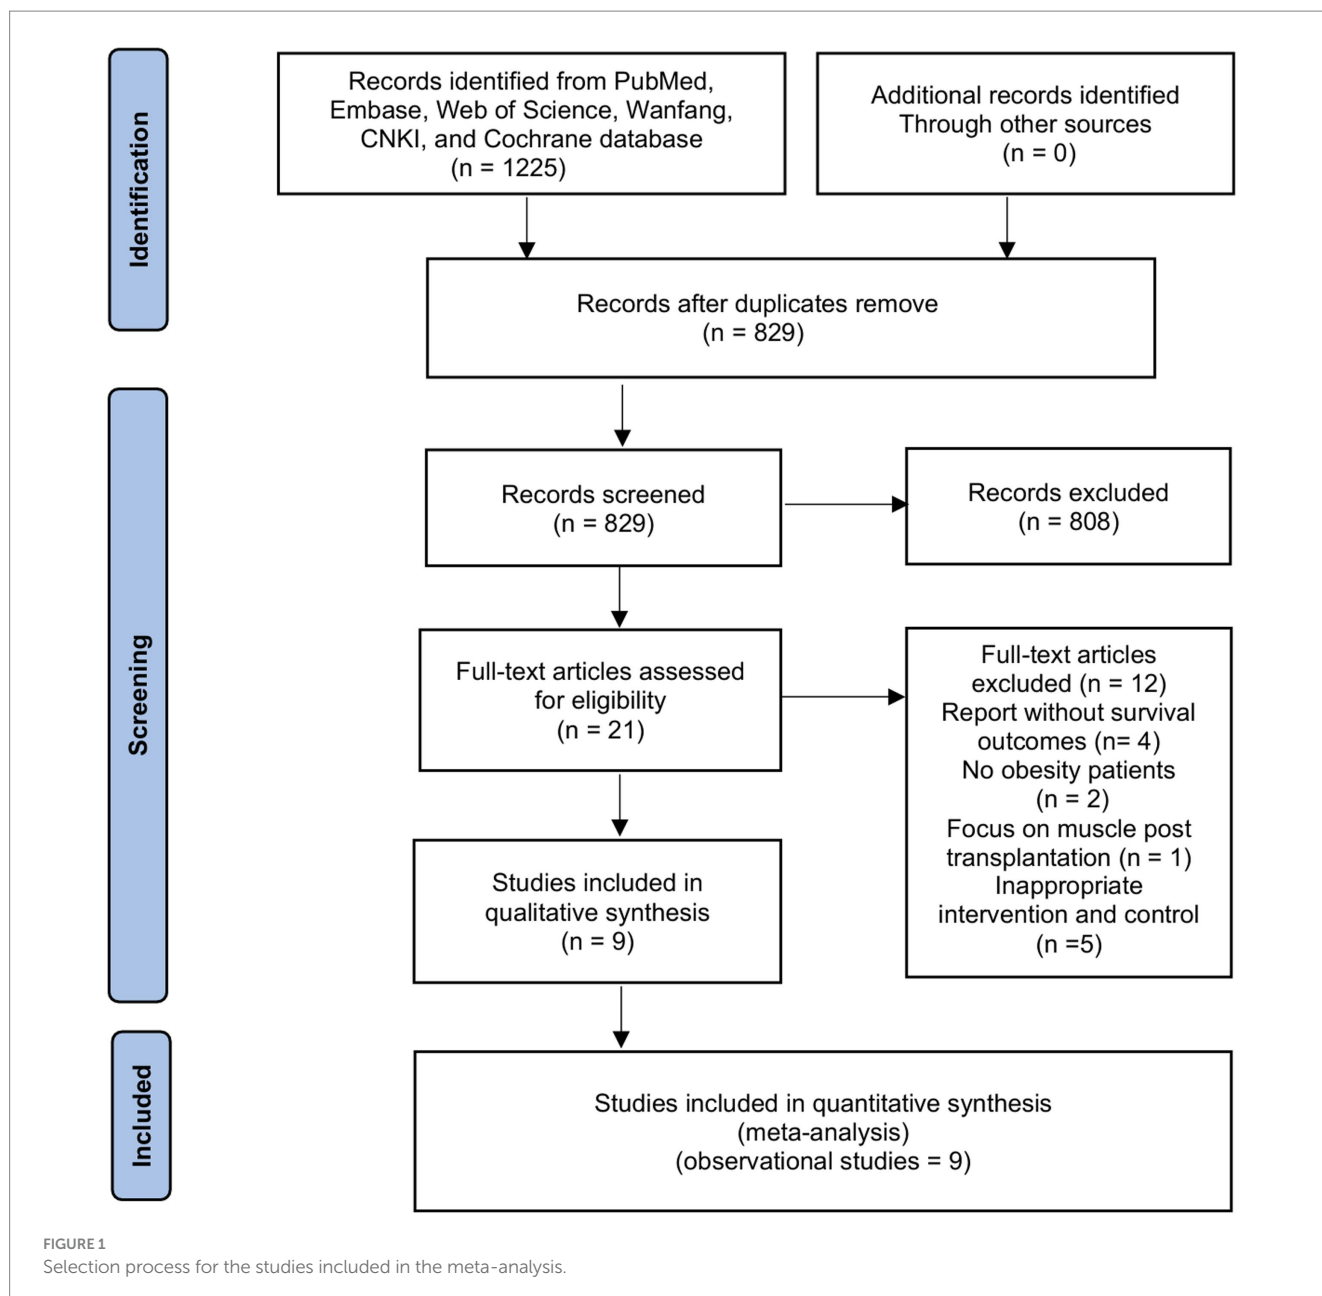 Identification
Records identified from PubMed,
Embase, Web of Science, Wanfang,
CNKI, and Cochrane database
(n = 1225)
Additional records identified
Through other sources
(n = 0)
Records after duplicates remove
(n = 829)
Screening
Records screened
(n = 829)
Records excluded
(n = 808)
Full-text articles assessed
for eligibility
(n = 21)
Full-text articles
excluded (n = 12)
Report without survival
outcomes (n= 4)
No obesity patients
(n = 2)
Focus on muscle post
transplantation (n = 1)
Inappropriate
intervention and control
(n =5)
Studies included in
qualitative synthesis
(n = 9)
Included
Studies included in quantitative synthesis
(meta-analysis)
(observational studies = 9)
FIGURE 1
Selection process for the studies included in the meta-analysis.